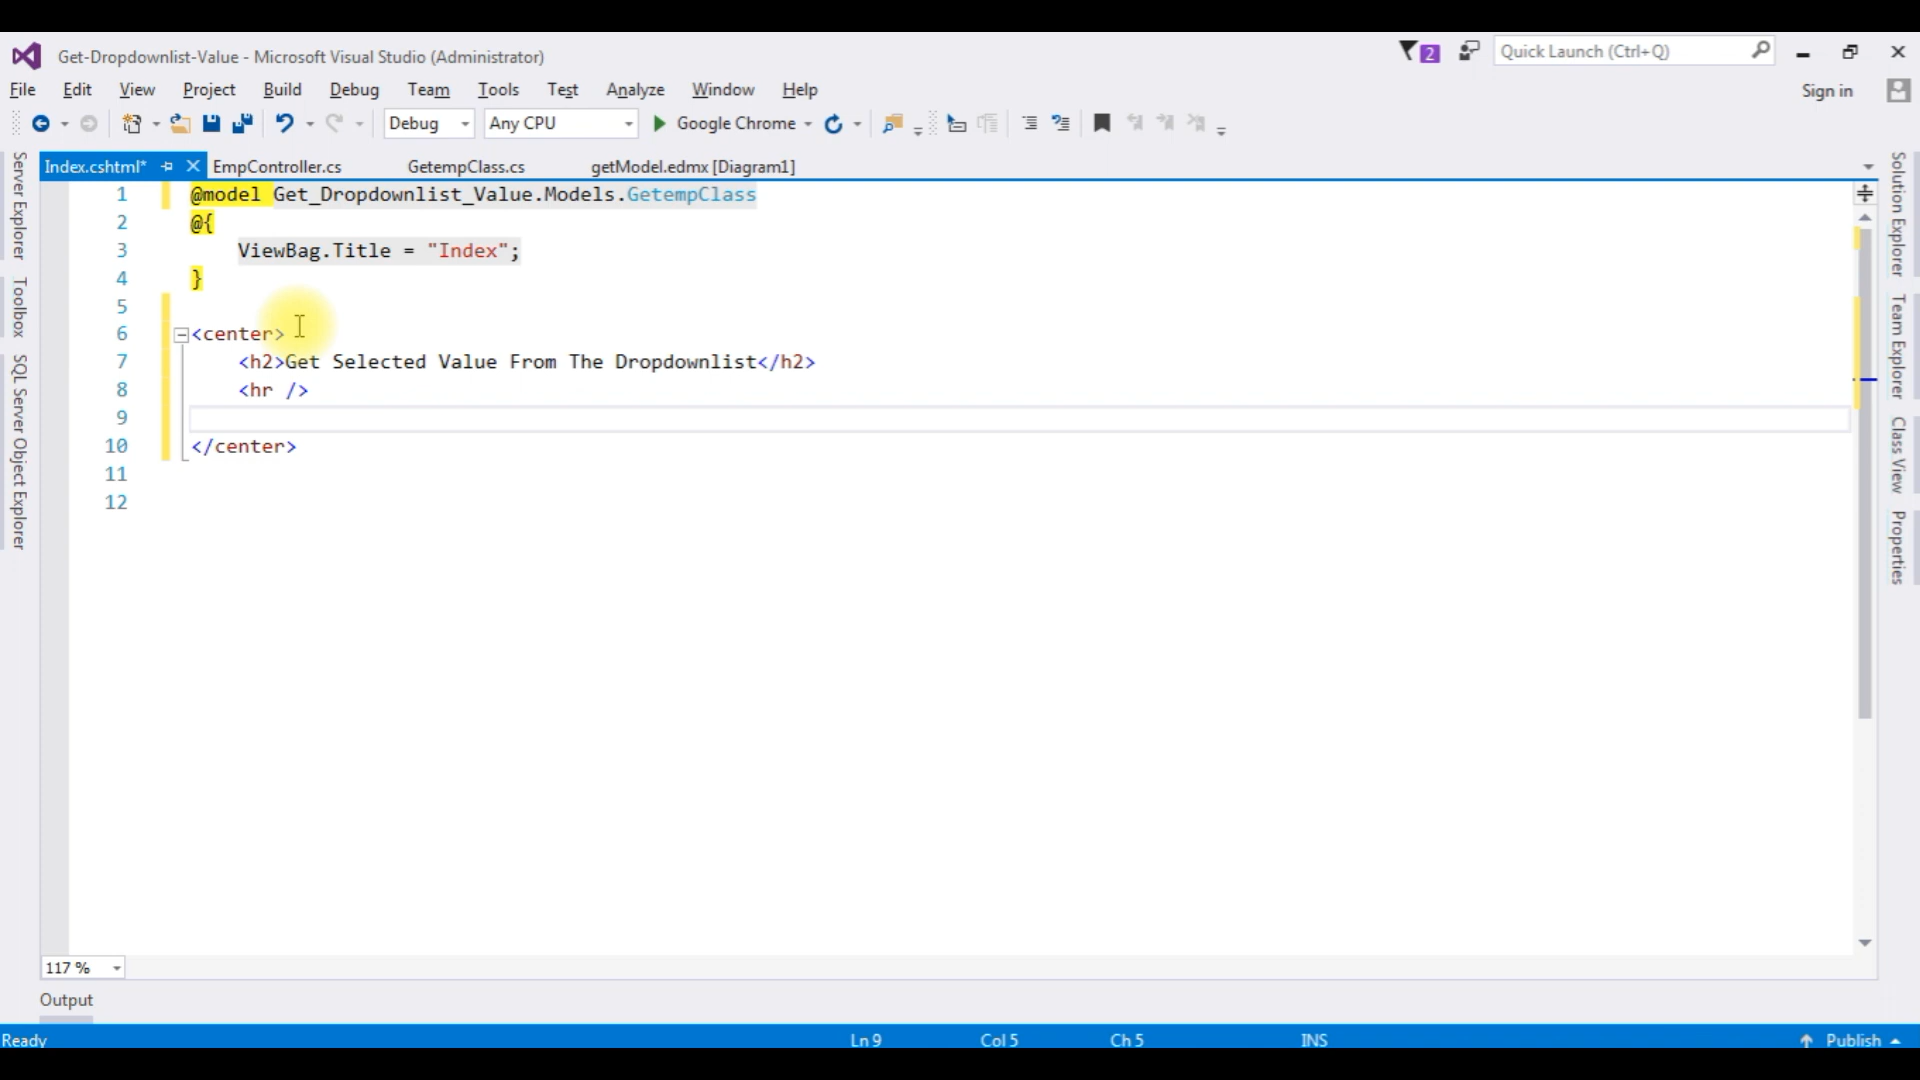 Get-Dropdownlist-Value - Microsoft Visual Studio (Administrator)
2
Quick Launch (Ctrl+Q)
File Edit View Project Build Debug Team Tools Test Analyze Window Help
Sign in
Debug Any CPU Google Chrome
Index.cshtml* EmpController.cs GetempClass.cs getModel.edmx [Diagram1]
1 @model Get_Dropdownlist_Value.Models.GetempClass
2 @{
3 ViewBag.Title = "Index";
4 }
5
6 <center>
7 <h2>Get Selected Value From The Dropdownlist</h2>
8 <hr />
9
10 </center>
11
12
Server Explorer
Toolbox
SQL Server Object Explorer
Solution Explorer
Team Explorer
Class View
Properties
117 %
Output
Ready Ln 9 Col 5 Ch 5 INS Publish